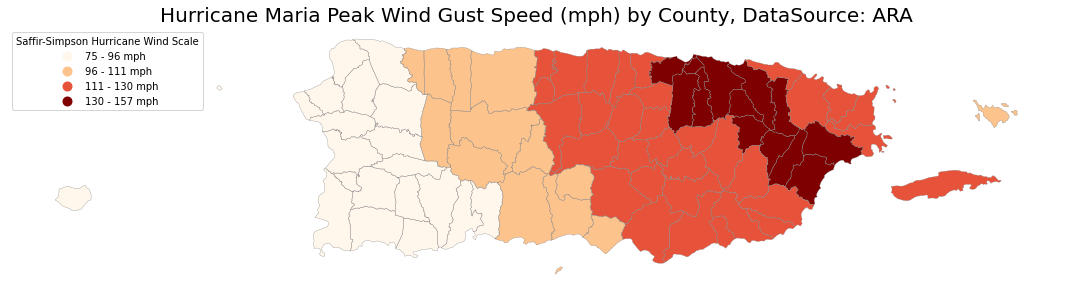 Hurricane Maria Peak Wind Gust Speed (mph) by County, DataSource: ARA
Saffir-Simpson Hurricane Wind Scale
75 - 96 mph
96 - 111 mph
111 - 130 mph
130 - 157 mph